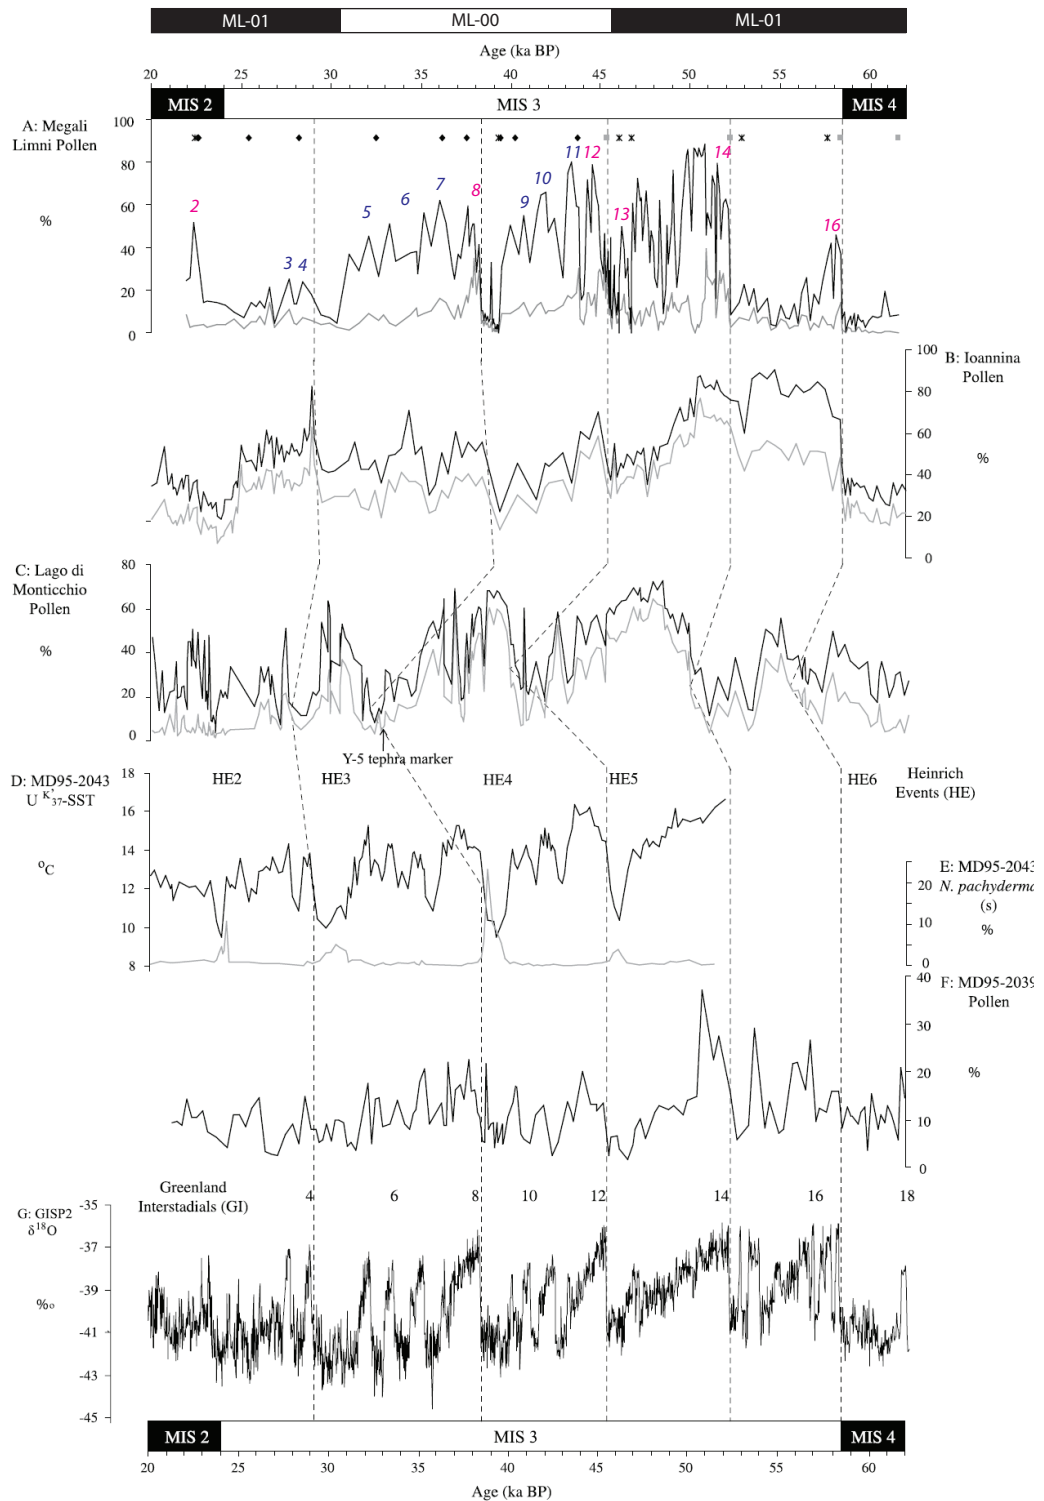 ML-01 ML-00 ML-01
Age (ka BP)
20 25 30 35 40 45 50 55 60
MIS 2 MIS 3 MIS 4
A: Megali
Limni Pollen
%
100
80
60
40
20
0
2 3 4 5 6 7 8 9 10 11 12 13 14 16
B: Ioannina
Pollen
%
100
80
60
40
20
0
C: Lago di
Monticchio
Pollen
%
80
60
40
20
0
Y-5 tephra marker
D: MD95-2043
U K' 37-SST
°C
18
16
14
12
10
8
HE2 HE3 HE4 HE5 HE6
Heinrich
Events (HE)
E: MD95-2043
N. pachyderma
(s)
%
20
10
0
F: MD95-2039
Pollen
%
40
30
20
10
0
Greenland
Interstadials (GI)
4 6 8 10 12 14 16 18
G: GISP2
δ18O
‰
-35
-37
-39
-41
-43
-45
MIS 2 MIS 3 MIS 4
20 25 30 35 40 45 50 55 60
Age (ka BP)